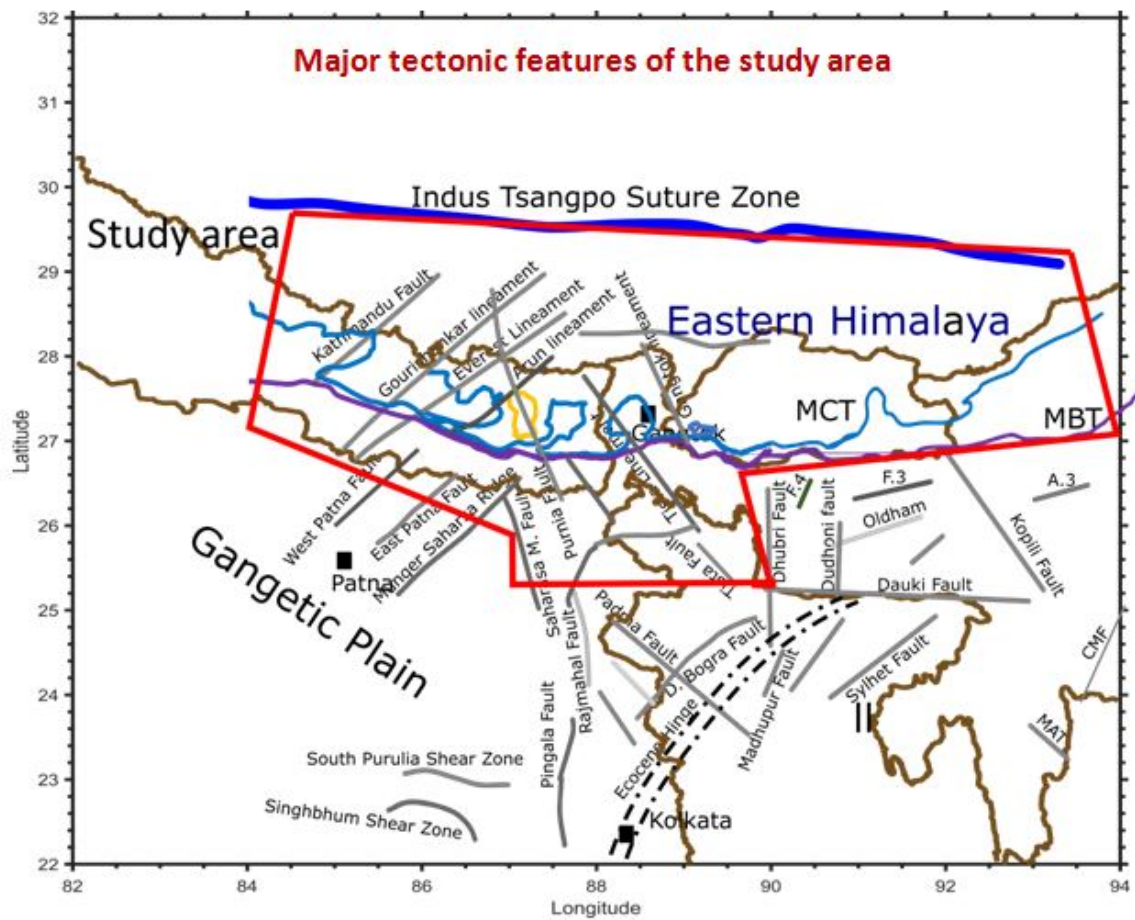 Major tectonic features of the study area
32
31
30
29
28
27
26
25
24
23
22
Latitude
Indus Tsangpo Suture Zone
Study area
Eastern Himalaya
Kathmandu Fault
Gourishankar lineament
Everest Lineament
Arun lineament
Gangtok lineament
Gangtok
MCT
MBT
West Patna Fault
East Patna Fault
Munger Saharsa Ridge
Saharsa M. Fault
Purnia Fault
Lineament
Tista Fault
Dhubri Fault
F.4
Dudhoni fault
F.3
Oldham
A.3
Kopili Fault
Dauki Fault
Patna
Gangetic Plain
Padma Fault
D. Bogra Fault
Rajmahal Fault
Pingala Fault
Madhupur Fault
Sylhet Fault
CMF
MAT
Ecocene Hinge
South Purulia Shear Zone
Singhbhum Shear Zone
Kolkata
82
84
86
88
90
92
94
Longitude